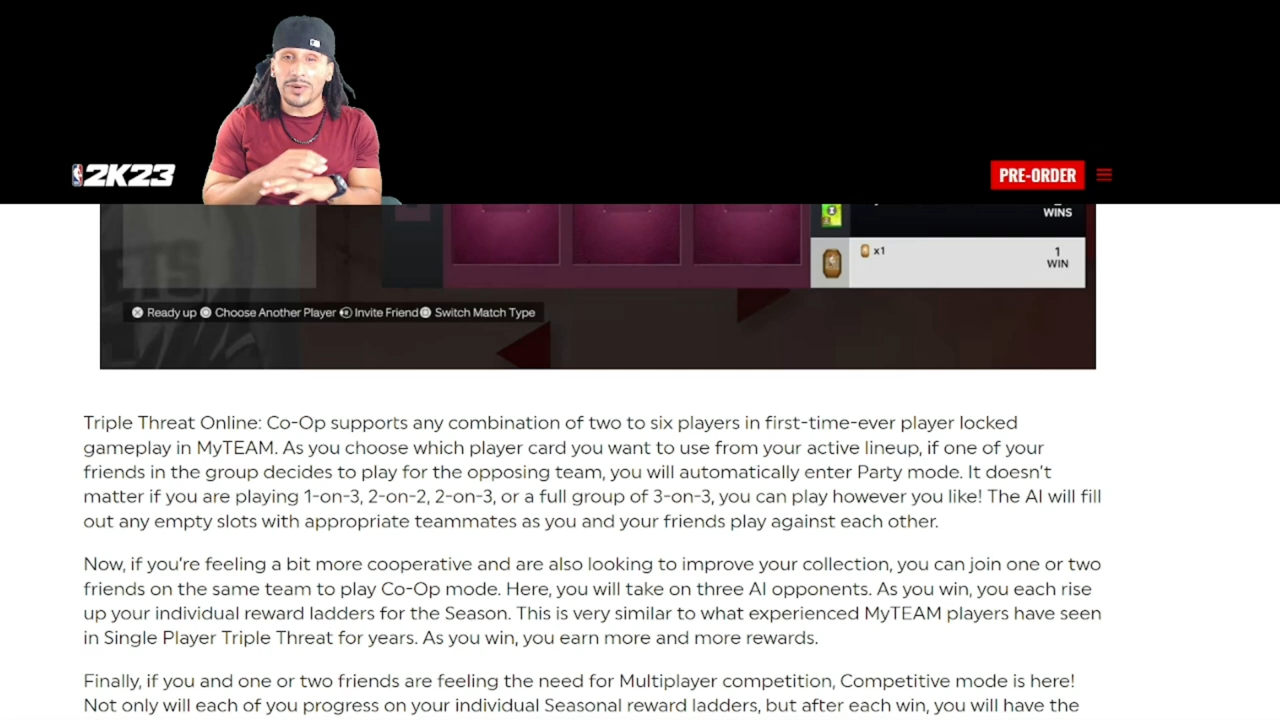 2K23
PRE-ORDER
WINS
x1
1
WIN
Ready up Choose Another Player Invite Friend Switch Match Type
Triple Threat Online: Co-Op supports any combination of two to six players in first-time-ever player locked
gameplay in MyTEAM. As you choose which player card you want to use from your active lineup, if one of your
friends in the group decides to play for the opposing team, you will automatically enter Party mode. It doesn't
matter if you are playing 1-on-3, 2-on-2, 2-on-3, or a full group of 3-on-3, you can play however you like! The AI will fill
out any empty slots with appropriate teammates as you and your friends play against each other.
Now, if you're feeling a bit more cooperative and are also looking to improve your collection, you can join one or two
friends on the same team to play Co-Op mode. Here, you will take on three AI opponents. As you win, you each rise
up your individual reward ladders for the Season. This is very similar to what experienced MyTEAM players have seen
in Single Player Triple Threat for years. As you win, you earn more and more rewards.
Finally, if you and one or two friends are feeling the need for Multiplayer competition, Competitive mode is here!
Not only will each of you progress on your individual Seasonal reward ladders, but after each win, you will have the